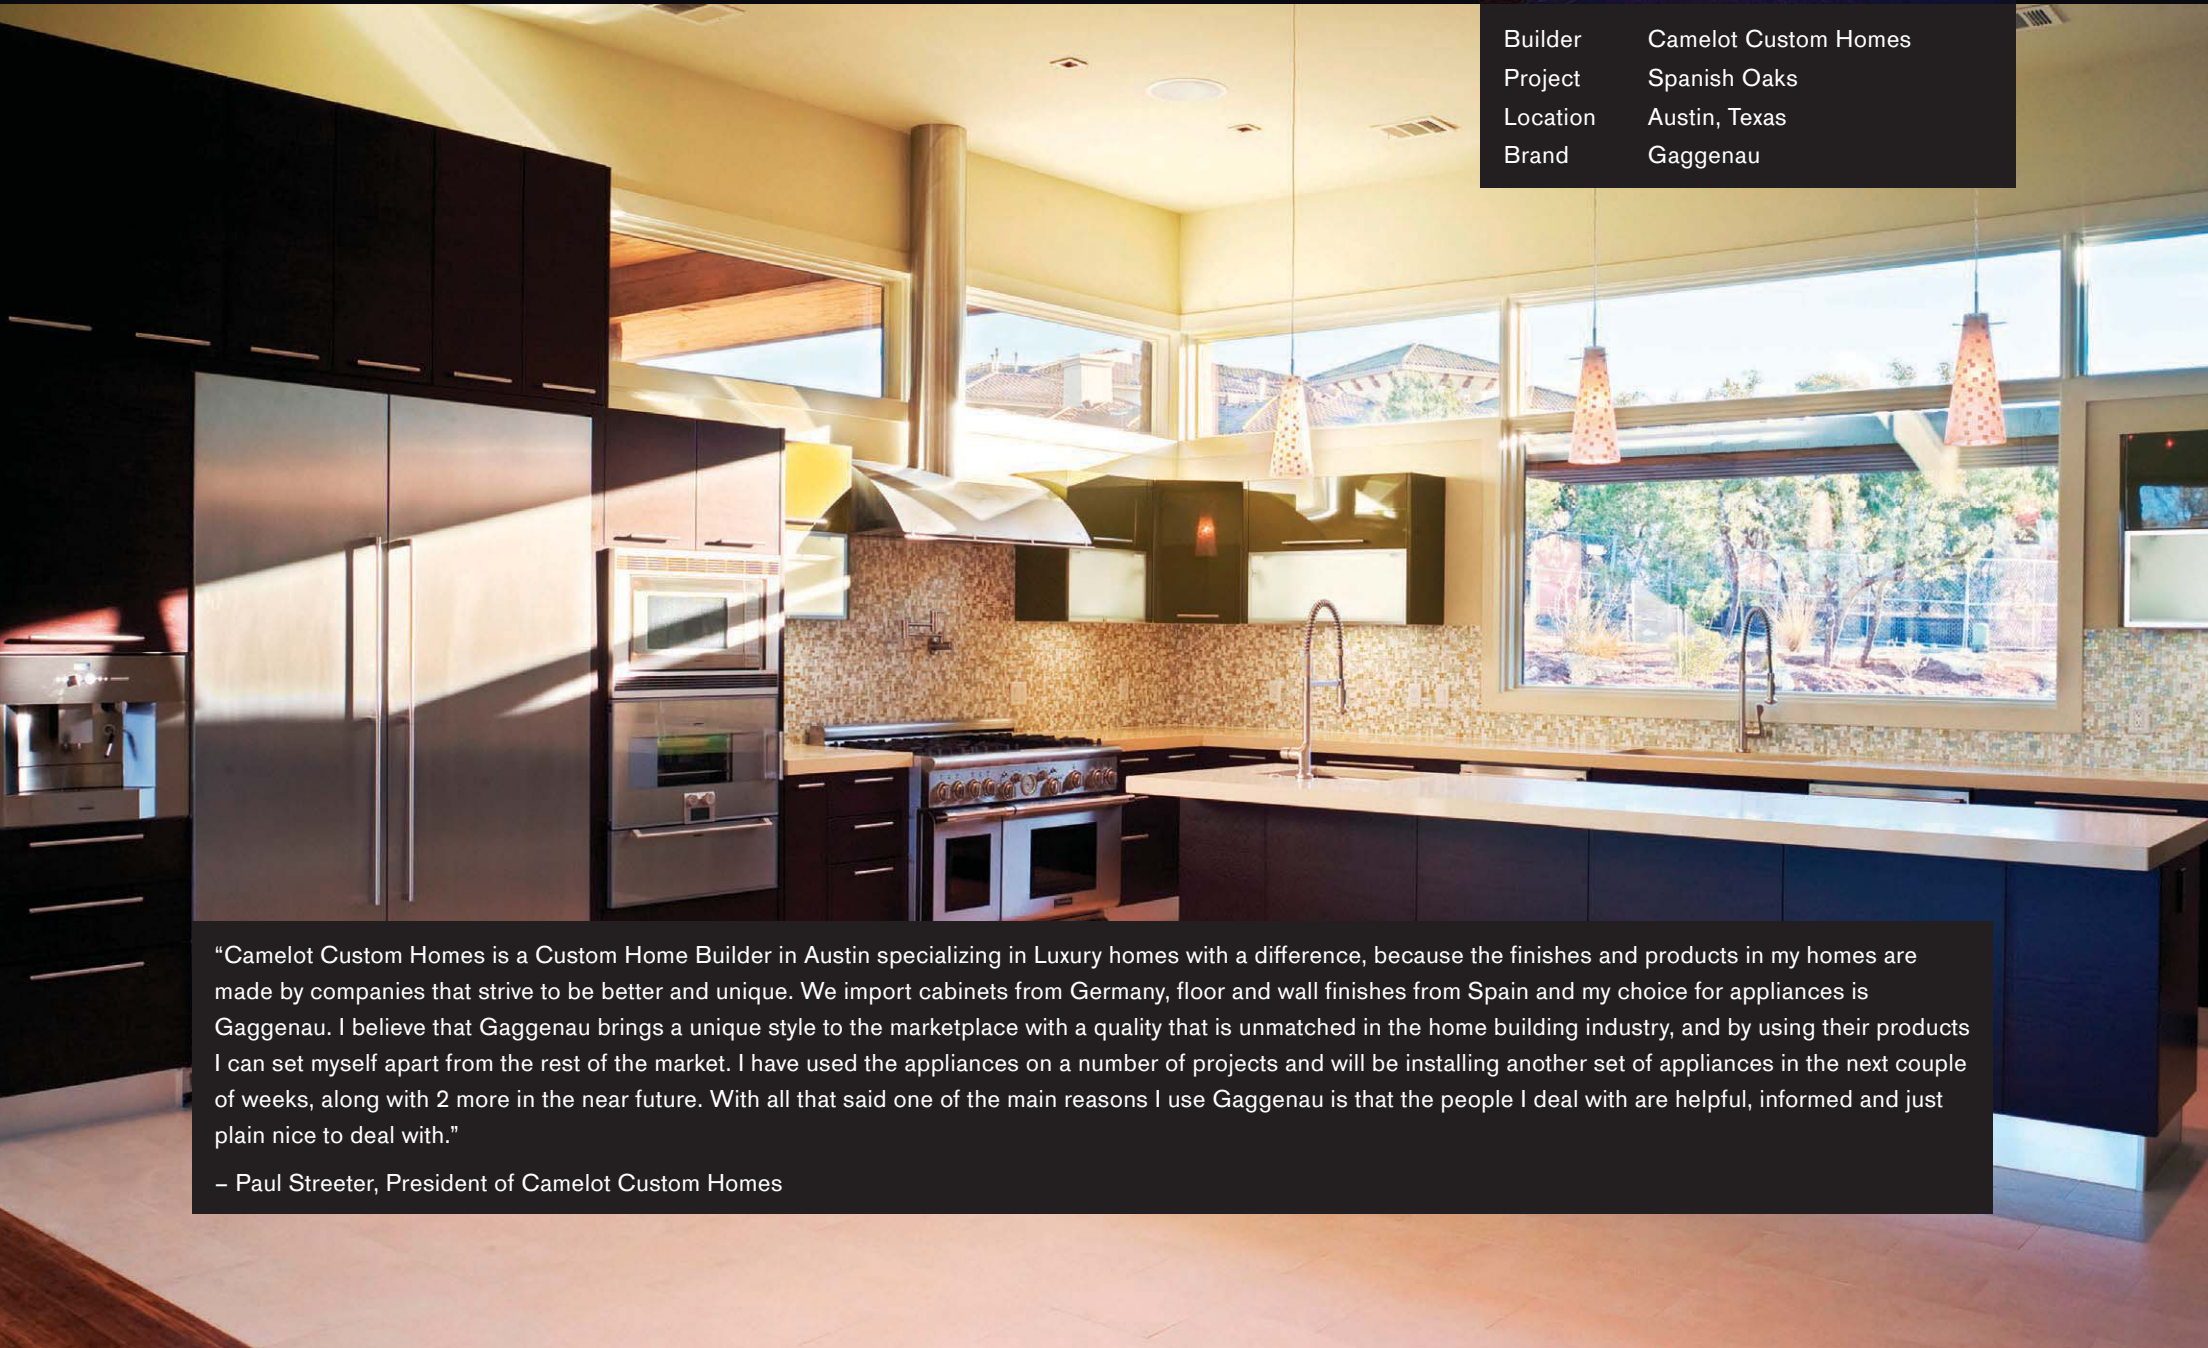 Builder Camelot Custom Homes
Project Spanish Oaks
Location Austin, Texas
Brand Gaggenau
“Camelot Custom Homes is a Custom Home Builder in Austin specializing in Luxury homes with a difference, because the finishes and products in my homes are
made by companies that strive to be better and unique. We import cabinets from Germany, floor and wall finishes from Spain and my choice for appliances is
Gaggenau. I believe that Gaggenau brings a unique style to the marketplace with a quality that is unmatched in the home building industry, and by using their products
I can set myself apart from the rest of the market. I have used the appliances on a number of projects and will be installing another set of appliances in the next couple
of weeks, along with 2 more in the near future. With all that said one of the main reasons I use Gaggenau is that the people I deal with are helpful, informed and just
plain nice to deal with.”
– Paul Streeter, President of Camelot Custom Homes